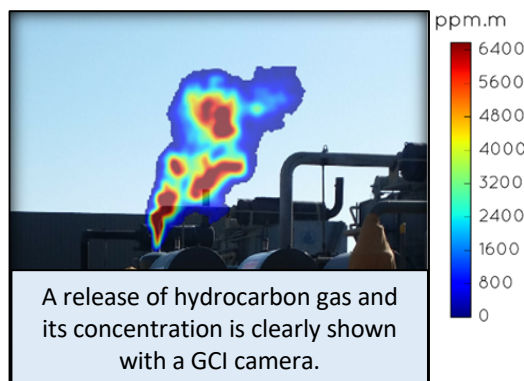 ppm.m
6400
5600
4800
4000
3200
2400
1600
800
0
A release of hydrocarbon gas and
its concentration is clearly shown
with a GCI camera.